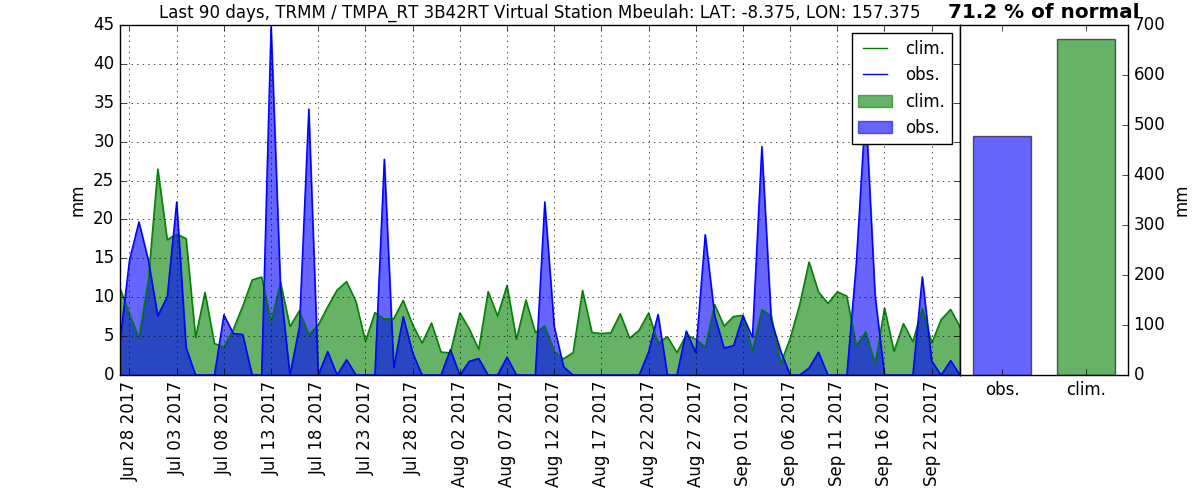 Last 90 days, TRMM / TMPA_RT 3B42RT Virtual Station Mbeulah: LAT: -8.375, LON: 157.375
71.2 % of normal
mm
45
40
35
30
25
20
15
10
5
0
clim.
obs.
clim.
obs.
Jun 28 2017
Jul 03 2017
Jul 08 2017
Jul 13 2017
Jul 18 2017
Jul 23 2017
Jul 28 2017
Aug 02 2017
Aug 07 2017
Aug 12 2017
Aug 17 2017
Aug 22 2017
Aug 27 2017
Sep 01 2017
Sep 06 2017
Sep 11 2017
Sep 16 2017
Sep 21 2017
obs.
clim.
700
600
500
400
300
200
100
0
mm